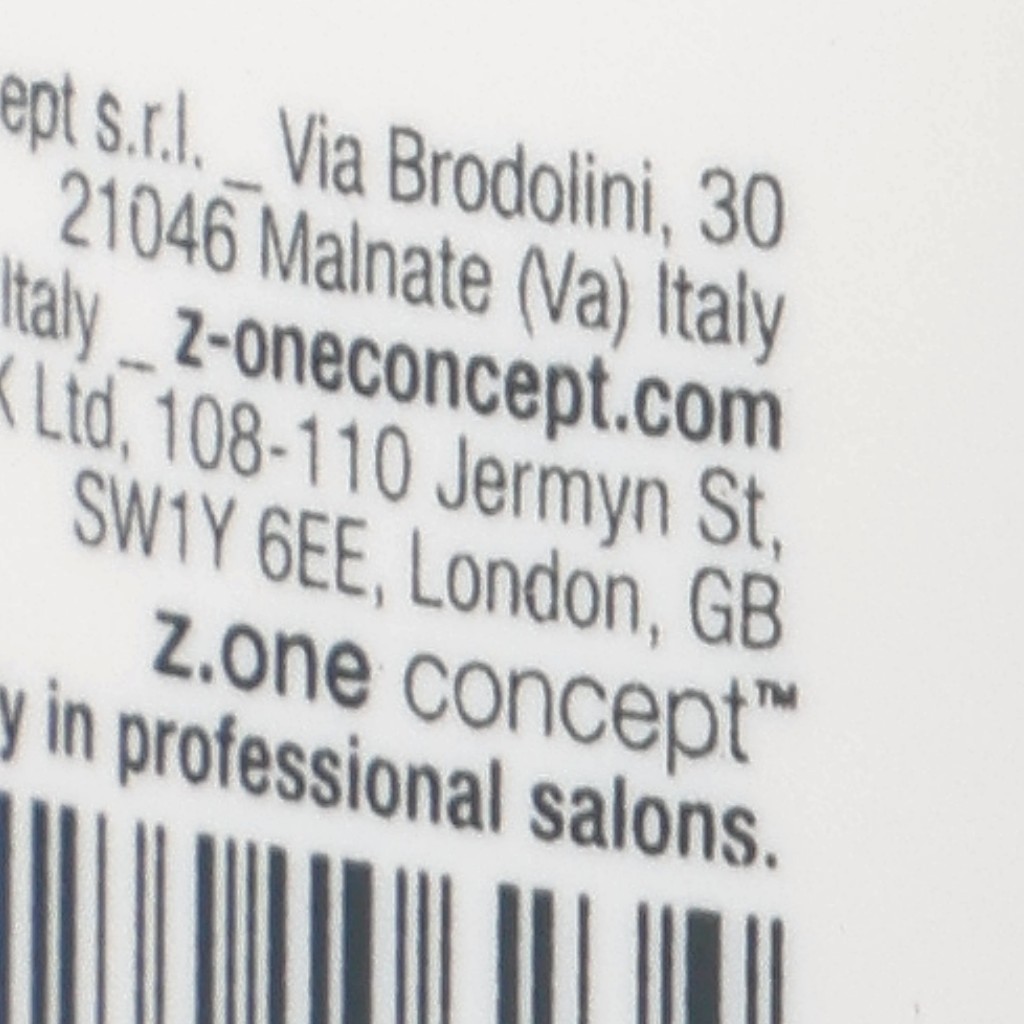 ept s.r.l. _ Via Brodolini, 30
21046 Malnate (Va) Italy
Italy _ z-oneconcept.com
K Ltd, 108-110 Jermyn St,
SW1Y 6EE, London, GB
z.one concept™
y in professional salons.